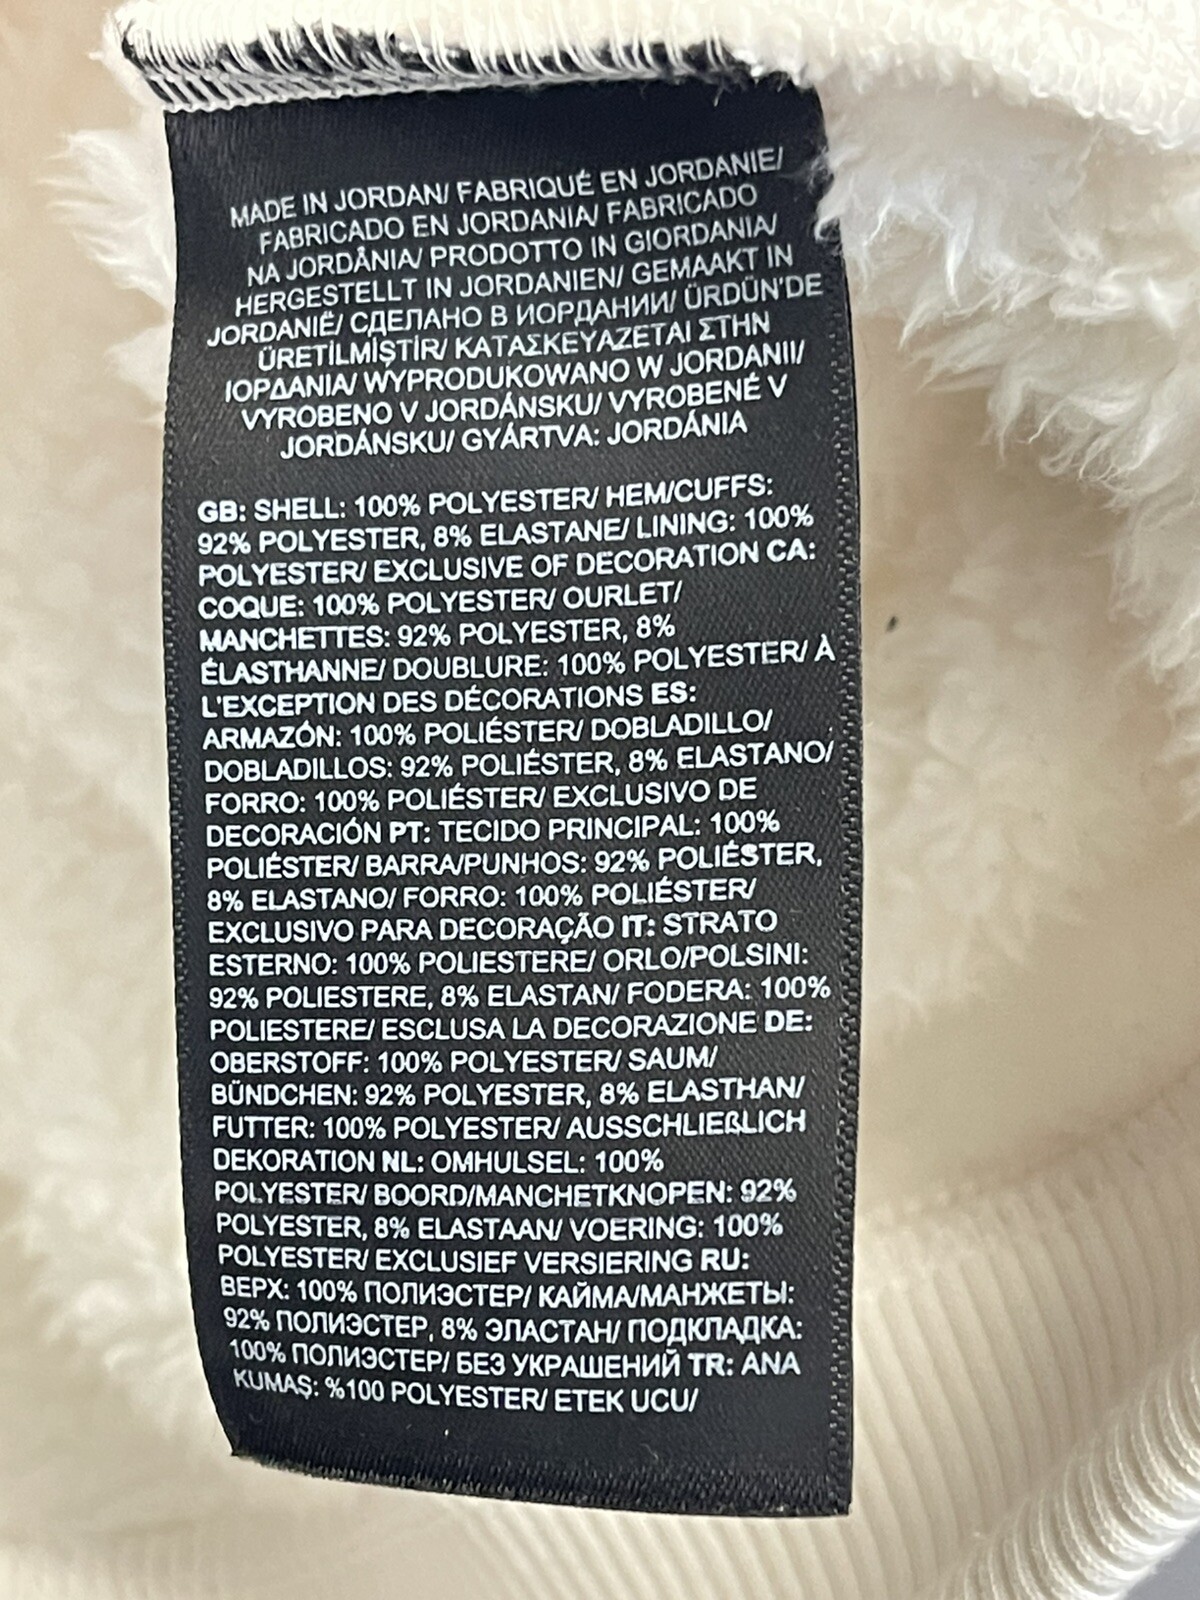 MADE IN JORDAN/ FABRIQUÉ EN JORDANIE/
FABRICADO EN JORDANIA/ FABRICADO
NA JORDÂNIA/ PRODOTTO IN GIORDANIA/
HERGESTELLT IN JORDANIEN/ GEMAAKT IN
JORDANIË/ СДЕЛАНО В ИОРДАНИИ/ ÜRDÜN'DE
ÜRETİLMİŞTİR/ ΚΑΤΑΣΚΕΥΑΖΕΤΑΙ ΣΤΗΝ
ΙΟΡΔΑΝΙΑ/ WYPRODUKOWANO W JORDANII/
VYROBENO V JORDÁNSKU/ VYROBENÉ V
JORDÁNSKU/ GYÁRTVA: JORDÁNIA
GB: SHELL: 100% POLYESTER/ HEM/CUFFS:
92% POLYESTER, 8% ELASTANE/ LINING: 100%
POLYESTER/ EXCLUSIVE OF DECORATION CA:
COQUE: 100% POLYESTER/ OURLET/
MANCHETTES: 92% POLYESTER, 8%
ÉLASTHANNE/ DOUBLURE: 100% POLYESTER/ À
L'EXCEPTION DES DÉCORATIONS ES:
ARMAZÓN: 100% POLIÉSTER/ DOBLADILLO/
DOBLADILLOS: 92% POLIÉSTER, 8% ELASTANO/
FORRO: 100% POLIÉSTER/ EXCLUSIVO DE
DECORACIÓN PT: TECIDO PRINCIPAL: 100%
POLIÉSTER/ BARRA/PUNHOS: 92% POLIÉSTER,
8% ELASTANO/ FORRO: 100% POLIÉSTER/
EXCLUSIVO PARA DECORAÇÃO IT: STRATO
ESTERNO: 100% POLIESTERE/ ORLO/POLSINI:
92% POLIESTERE, 8% ELASTAN/ FODERA: 100%
POLIESTERE/ ESCLUSA LA DECORAZIONE DE:
OBERSTOFF: 100% POLYESTER/ SAUM/
BÜNDCHEN: 92% POLYESTER, 8% ELASTHAN/
FUTTER: 100% POLYESTER/ AUSSCHLIEßLICH
DEKORATION NL: OMHULSEL: 100%
POLYESTER/ BOORD/MANCHETKNOPEN: 92%
POLYESTER, 8% ELASTAAN/ VOERING: 100%
POLYESTER/ EXCLUSIEF VERSIERING RU:
ВЕРХ: 100% ПОЛИЭСТЕР/ КАЙМА/МАНЖЕТЫ:
92% ПОЛИЭСТЕР, 8% ЭЛАСТАН/ ПОДКЛАДКА:
100% ПОЛИЭСТЕР/ БЕЗ УКРАШЕНИЙ TR: ANA
KUMAŞ: %100 POLYESTER/ ETEK UCU/